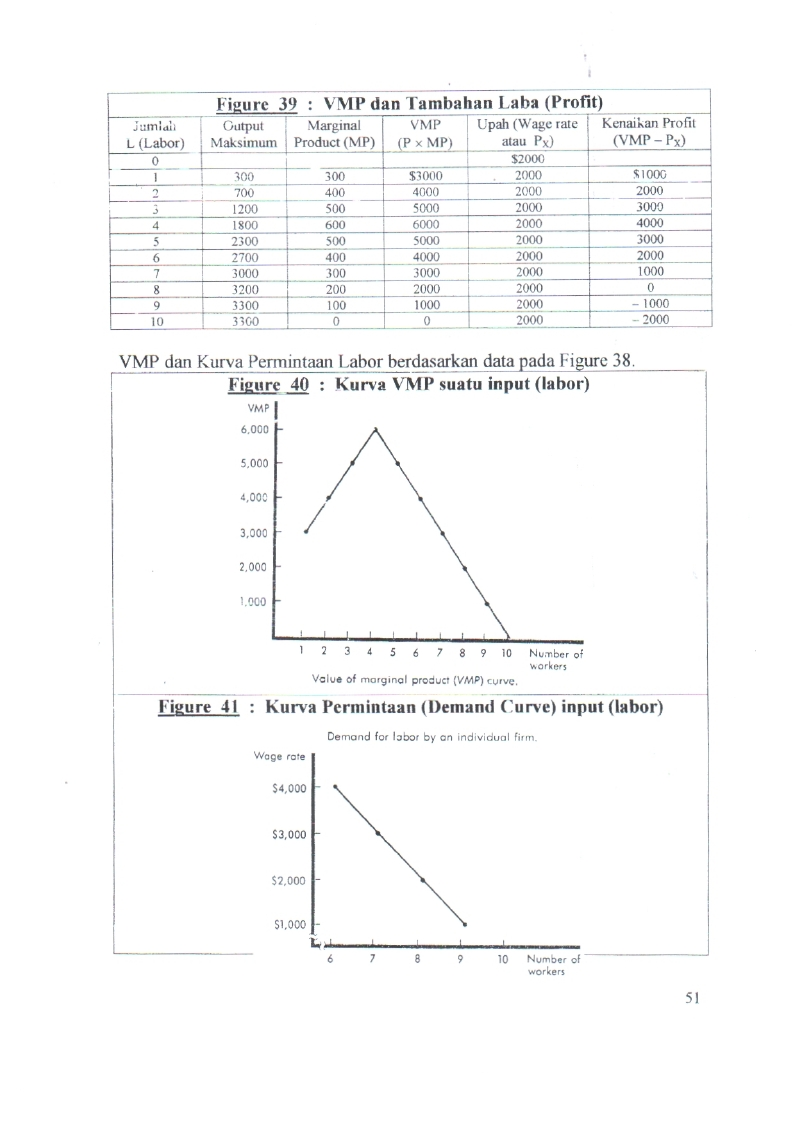 Figure 39 : VMP dan Tambahan Laba (Profit)
Jumlah L (Labor) Output Maksimum Marginal Product (MP) VMP (P × MP) Upah (Wage rate atau Px) Kenaikan Profit (VMP – Px)
0 $2000
1 300 300 $3000 2000 $1000
2 700 400 4000 2000 2000
3 1200 500 5000 2000 3000
4 1800 600 6000 2000 4000
5 2300 500 5000 2000 3000
6 2700 400 4000 2000 2000
7 3000 300 3000 2000 1000
8 3200 200 2000 2000 0
9 3300 100 1000 2000 – 1000
10 3300 0 0 2000 – 2000
VMP dan Kurva Permintaan Labor berdasarkan data pada Figure 38.
Figure 40 : Kurva VMP suatu input (labor)
VMP
6,000
5,000
4,000
3,000
2,000
1,000
1 2 3 4 5 6 7 8 9 10 Number of
workers
Value of marginal product (VMP) curve.
Figure 41 : Kurva Permintaan (Demand Curve) input (labor)
Demand for labor by an individual firm.
Wage rate
$4,000
$3,000
$2,000
$1,000
6 7 8 9 10 Number of
workers
51